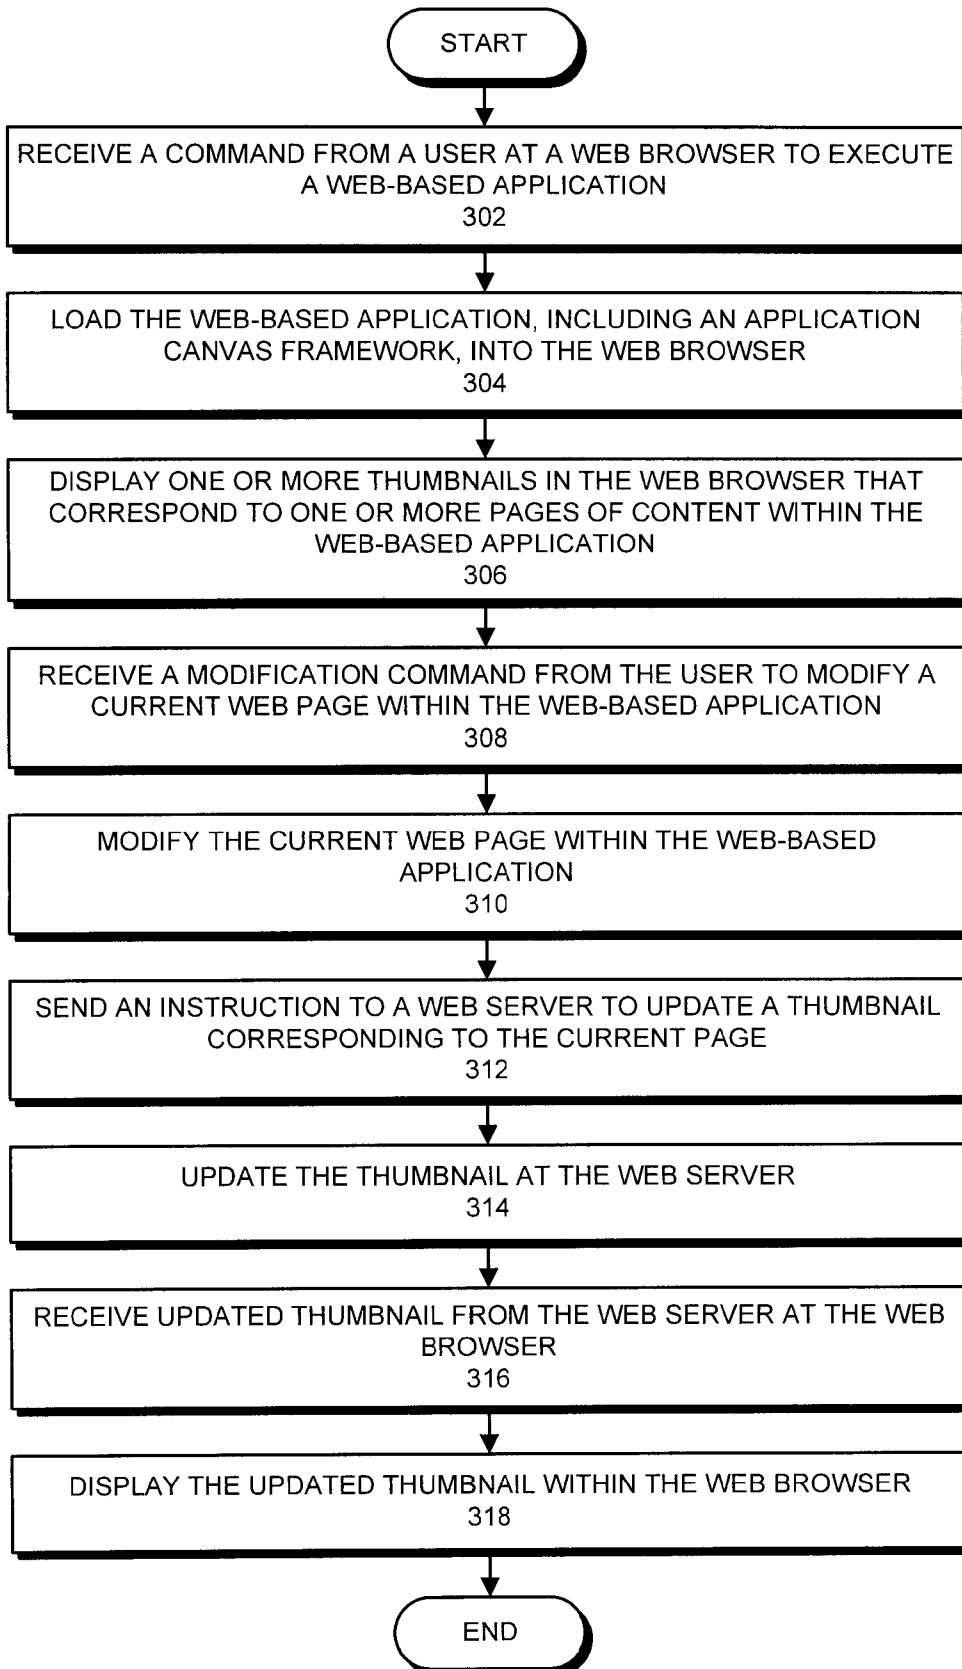 START
RECEIVE A COMMAND FROM A USER AT A WEB BROWSER TO EXECUTE
A WEB-BASED APPLICATION
302
LOAD THE WEB-BASED APPLICATION, INCLUDING AN APPLICATION
CANVAS FRAMEWORK, INTO THE WEB BROWSER
304
DISPLAY ONE OR MORE THUMBNAILS IN THE WEB BROWSER THAT
CORRESPOND TO ONE OR MORE PAGES OF CONTENT WITHIN THE
WEB-BASED APPLICATION
306
RECEIVE A MODIFICATION COMMAND FROM THE USER TO MODIFY A
CURRENT WEB PAGE WITHIN THE WEB-BASED APPLICATION
308
MODIFY THE CURRENT WEB PAGE WITHIN THE WEB-BASED
APPLICATION
310
SEND AN INSTRUCTION TO A WEB SERVER TO UPDATE A THUMBNAIL
CORRESPONDING TO THE CURRENT PAGE
312
UPDATE THE THUMBNAIL AT THE WEB SERVER
314
RECEIVE UPDATED THUMBNAIL FROM THE WEB SERVER AT THE WEB
BROWSER
316
DISPLAY THE UPDATED THUMBNAIL WITHIN THE WEB BROWSER
318
END